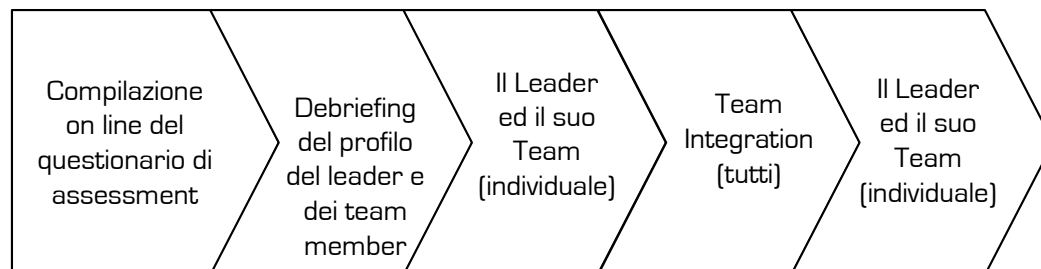 Compilazione
on line del
questionario di
assessment
Debriefing
del profilo
del leader e
dei team
member
Il Leader
ed il suo
Team
(individuale)
Team
Integration
(tutti)
Il Leader
ed il suo
Team
(individuale)